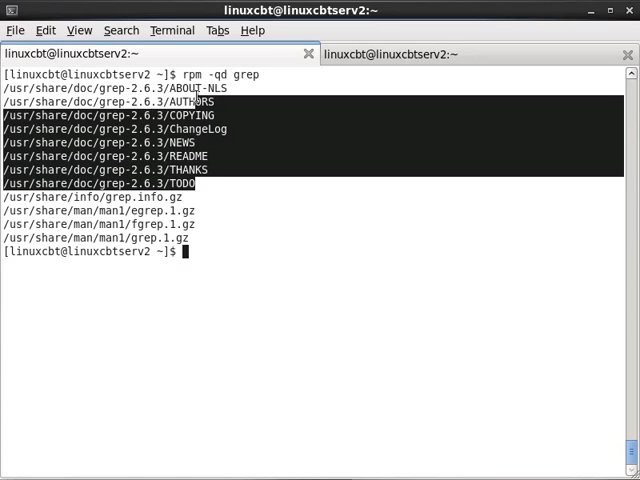 linuxcbt@linuxcbtserv2:~
File Edit View Search Terminal Tabs Help
linuxcbt@linuxcbtserv2:~
linuxcbt@linuxcbtserv2:~
[linuxcbt@linuxcbtserv2 ~]$ rpm -qd grep
/usr/share/doc/grep-2.6.3/ABOUT-NLS
/usr/share/doc/grep-2.6.3/AUTHORS
/usr/share/doc/grep-2.6.3/COPYING
/usr/share/doc/grep-2.6.3/ChangeLog
/usr/share/doc/grep-2.6.3/NEWS
/usr/share/doc/grep-2.6.3/README
/usr/share/doc/grep-2.6.3/THANKS
/usr/share/doc/grep-2.6.3/TODO
/usr/share/info/grep.info.gz
/usr/share/man/man1/egrep.1.gz
/usr/share/man/man1/fgrep.1.gz
/usr/share/man/man1/grep.1.gz
[linuxcbt@linuxcbtserv2 ~]$